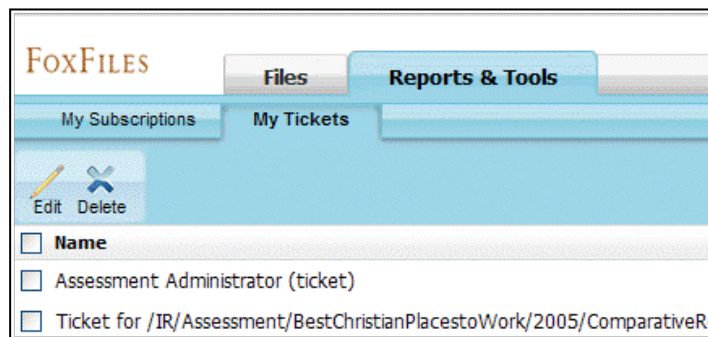 FOXFILES
Files Reports & Tools
My Subscriptions My Tickets
Edit Delete
Name
Assessment Administrator (ticket)
Ticket for /IR/Assessment/BestChristianPlacestoWork/2005/ComparativeR